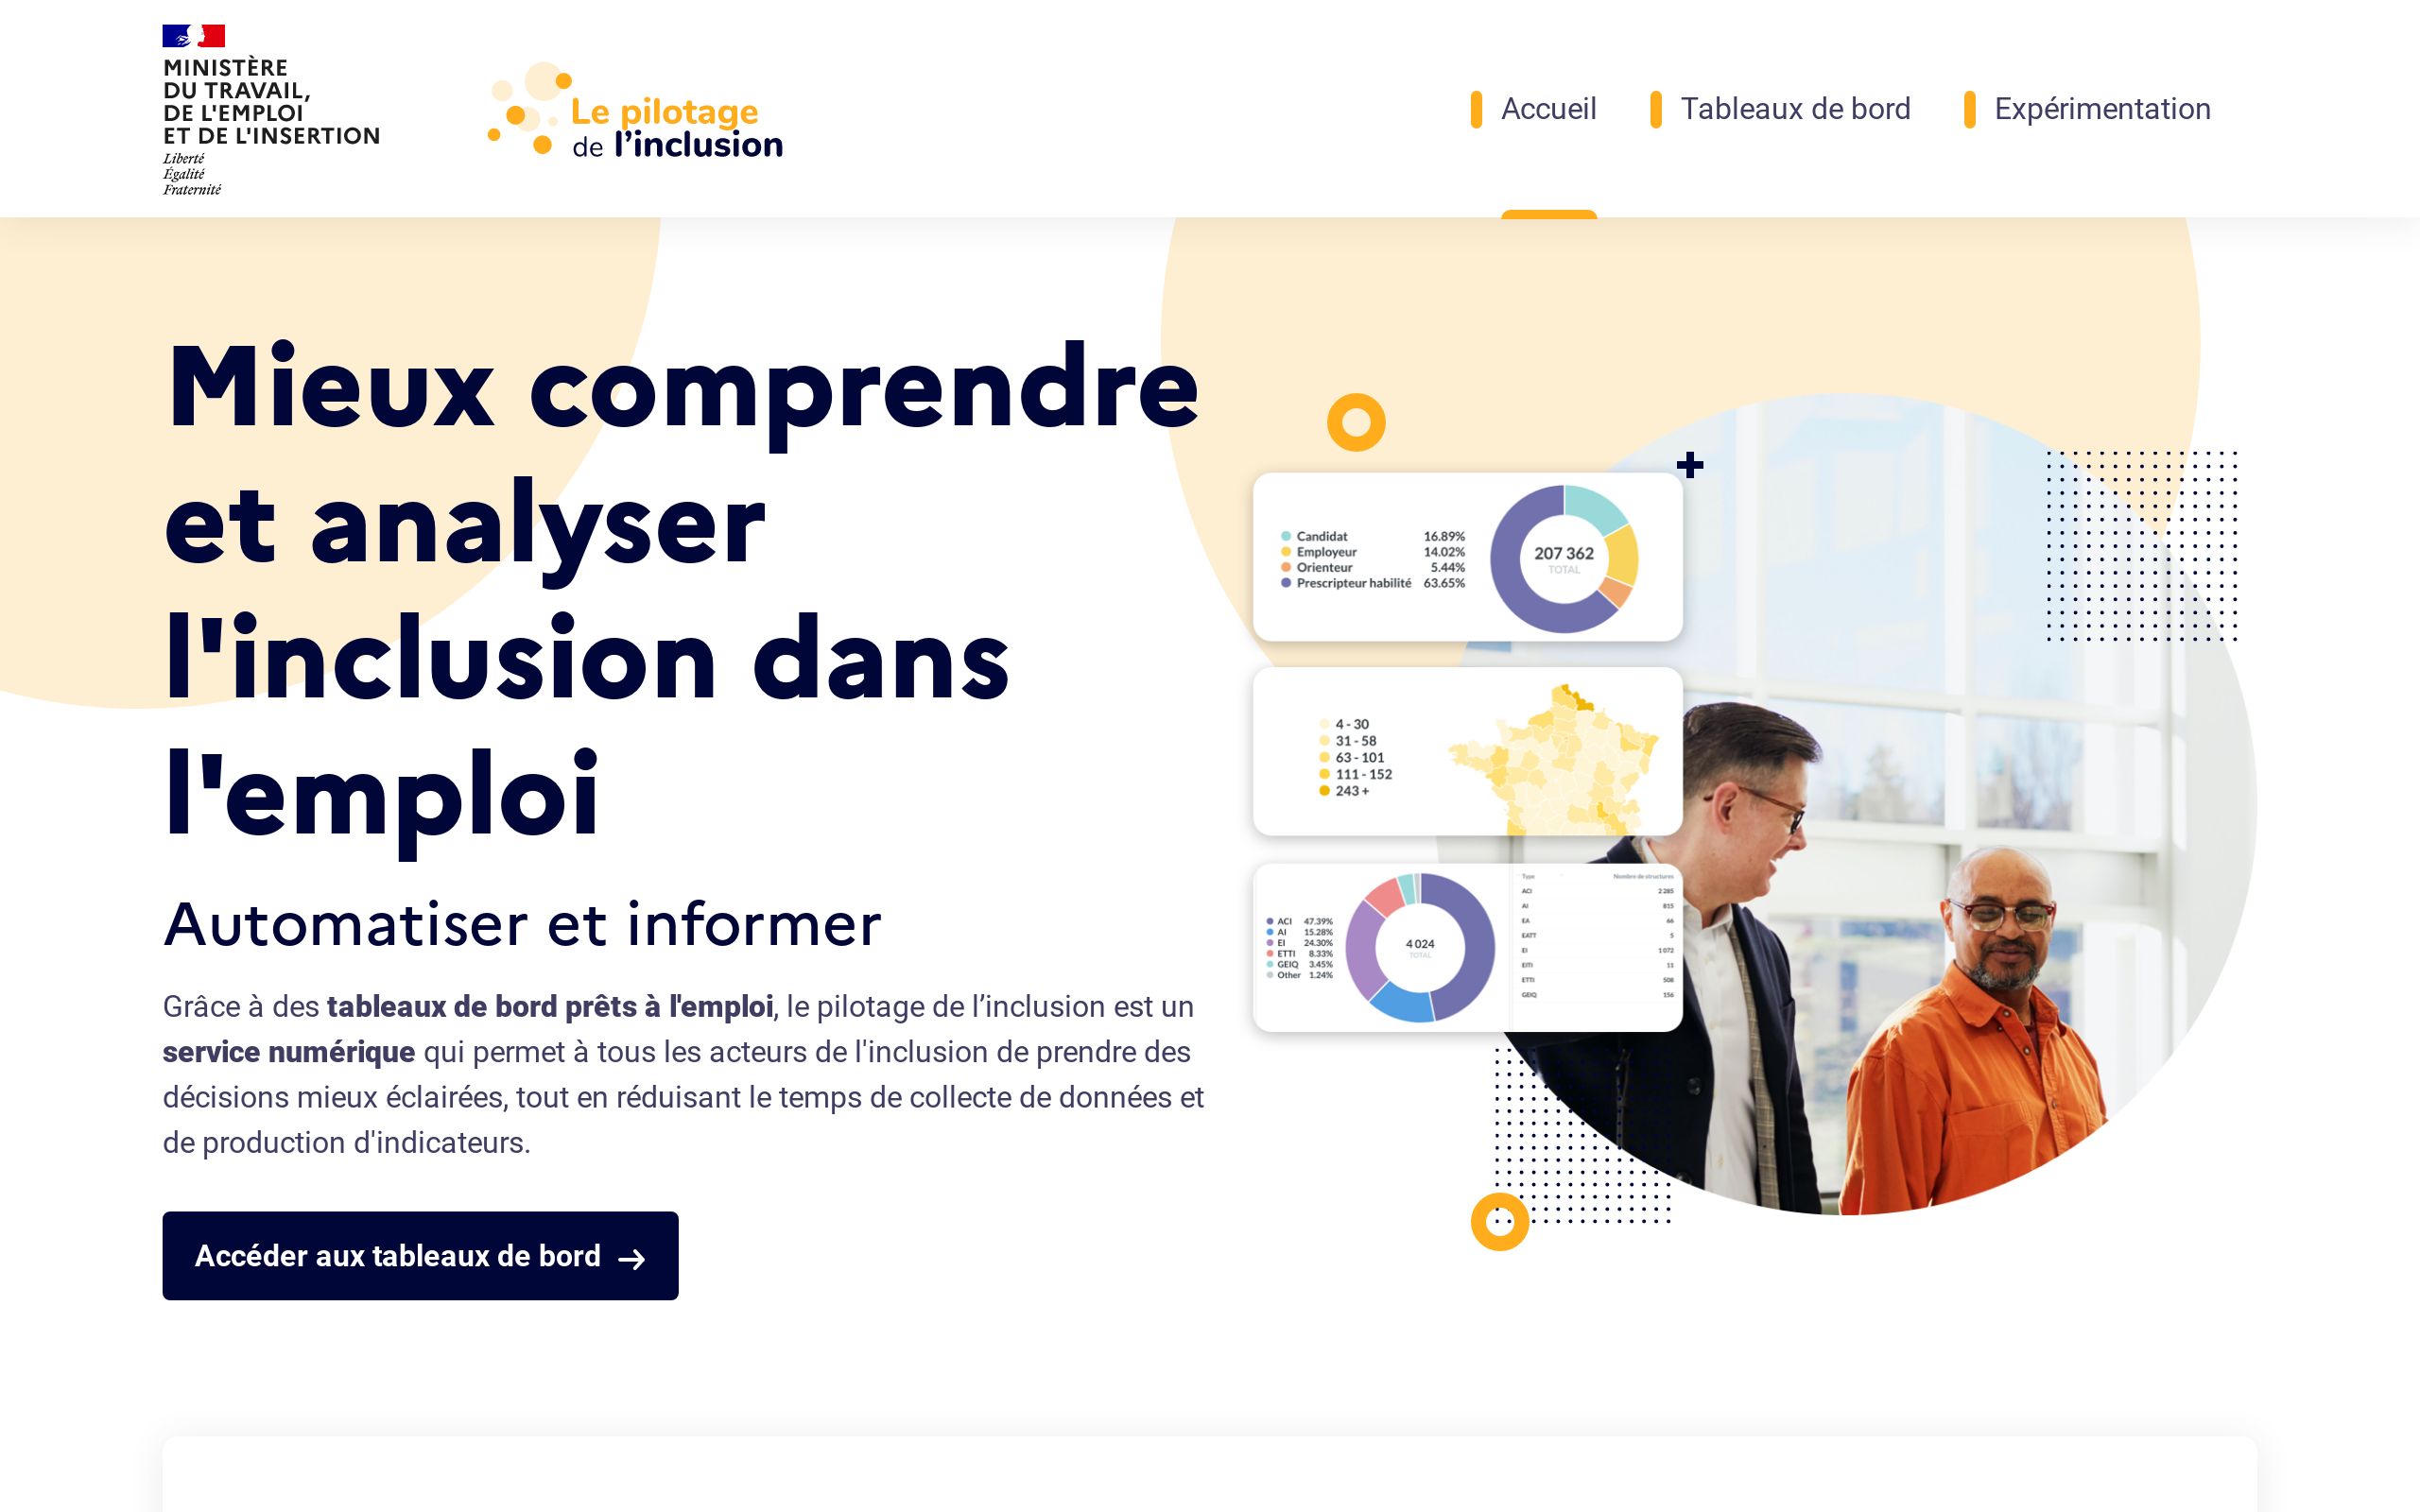 MINISTÈRE
DU TRAVAIL,
DE L'EMPLOI
ET DE L'INSERTION
Liberté
Égalité
Fraternité
Le pilotage
de l’inclusion
Accueil
Tableaux de bord
Expérimentation
Mieux comprendre
et analyser
l'inclusion dans
l'emploi
Automatiser et informer
Grâce à des tableaux de bord prêts à l'emploi, le pilotage de l’inclusion est un
service numérique qui permet à tous les acteurs de l'inclusion de prendre des
décisions mieux éclairées, tout en réduisant le temps de collecte de données et
de production d'indicateurs.
Accéder aux tableaux de bord
Candidat 16.89%
Employeur 14.02%
Orienteur 5.44%
Prescripteur habilité 63.65%
207 362
TOTAL
4 - 30
31 - 58
63 - 101
111 - 152
243 +
ACI 47.39%
AI 15.28%
EI 24.30%
ETTI 8.33%
GEIQ 3.45%
Other 1.24%
4 024
TOTAL
Type Nombre de structures
ACI 2 285
AI 815
EA 66
EATT 5
EI 1 072
EITI 11
ETTI 508
GEIQ 156